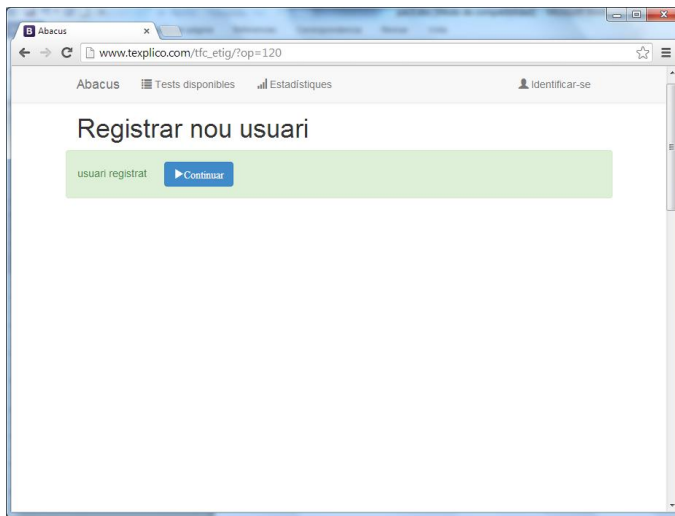 Abacus
www.texplico.com/tfc_etig/?op=120
Abacus Tests disponibles Estadístiques Identificar-se
Registrar nou usuari
usuari registrat Continuar